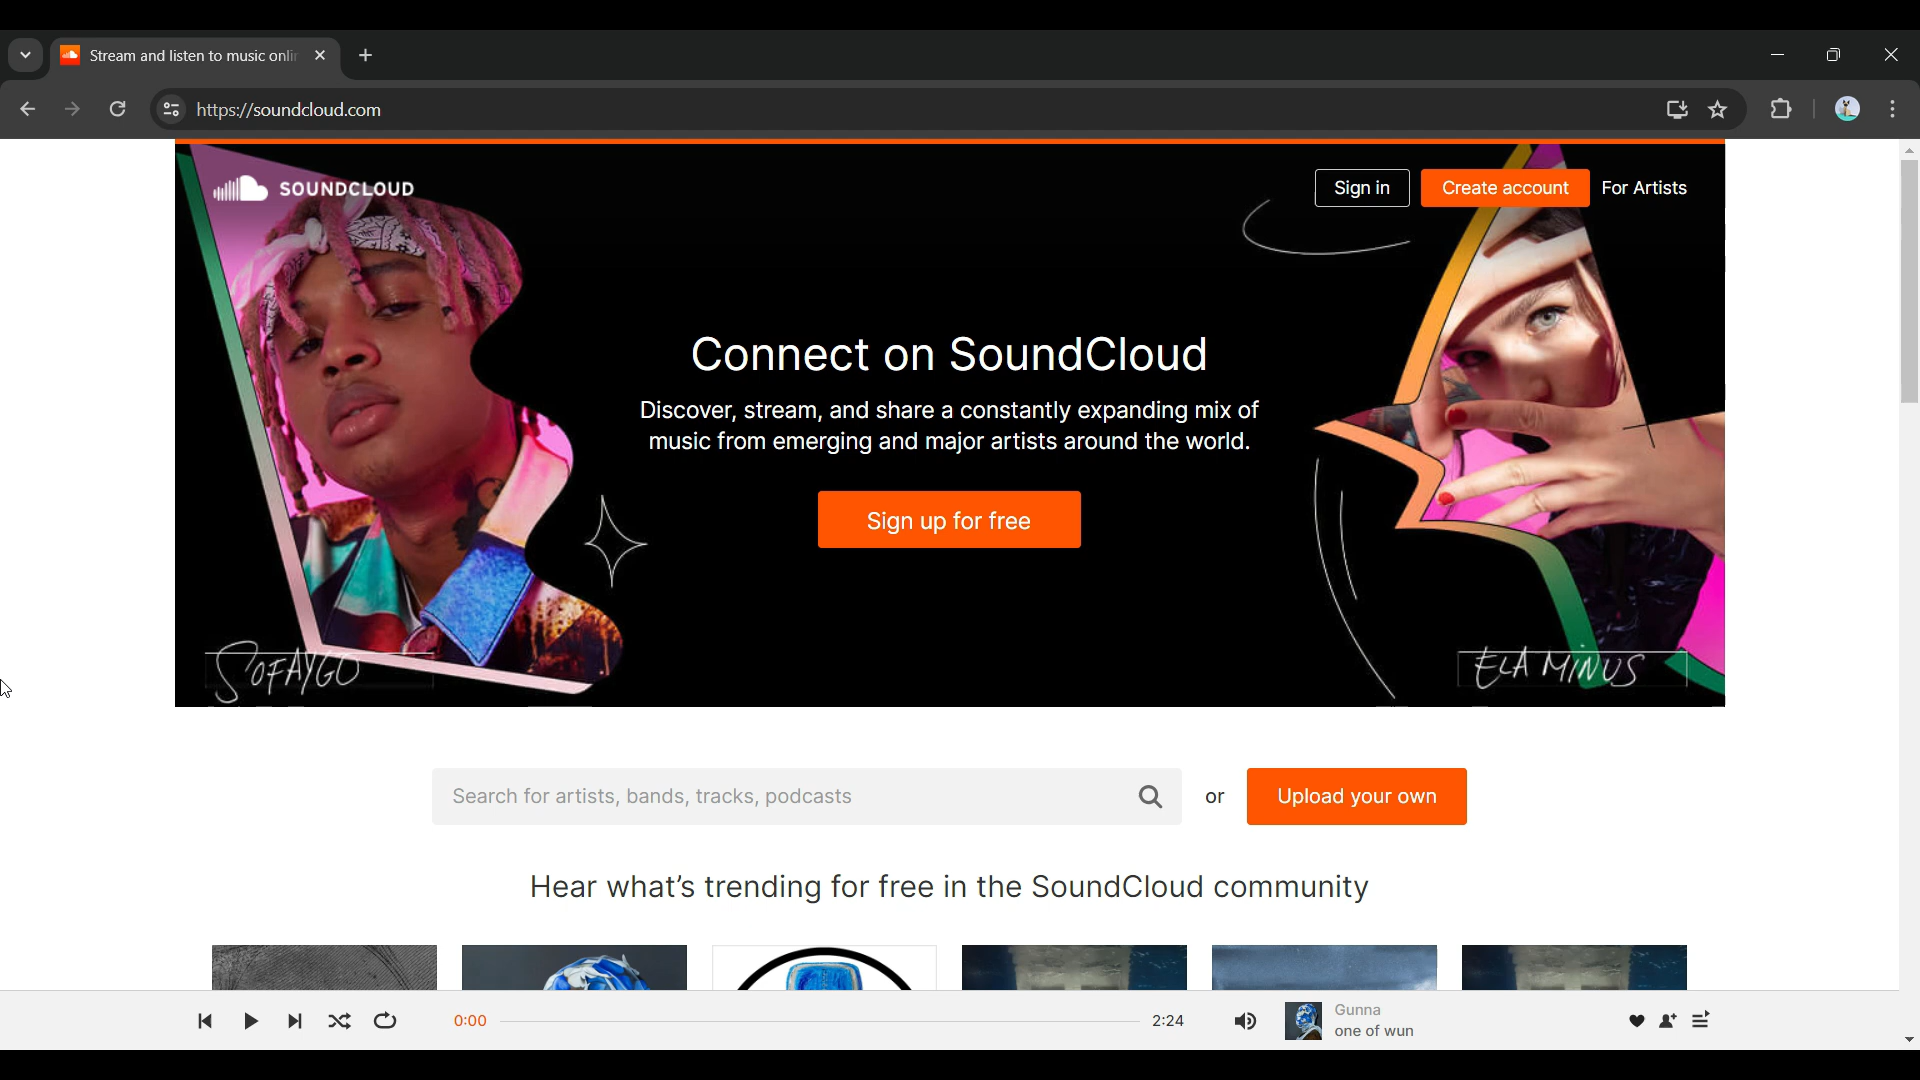 Stream and listen to music onli
https://soundcloud.com
SOUNDCLOUD
Sign in
Create account
For Artists
Connect on SoundCloud
Discover, stream, and share a constantly expanding mix of
music from emerging and major artists around the world.
Sign up for free
SOFAYGO
ELA MINUS
Search for artists, bands, tracks, podcasts
or
Upload your own
Hear what's trending for free in the SoundCloud community
0:00
2:24
Gunna
one of wun